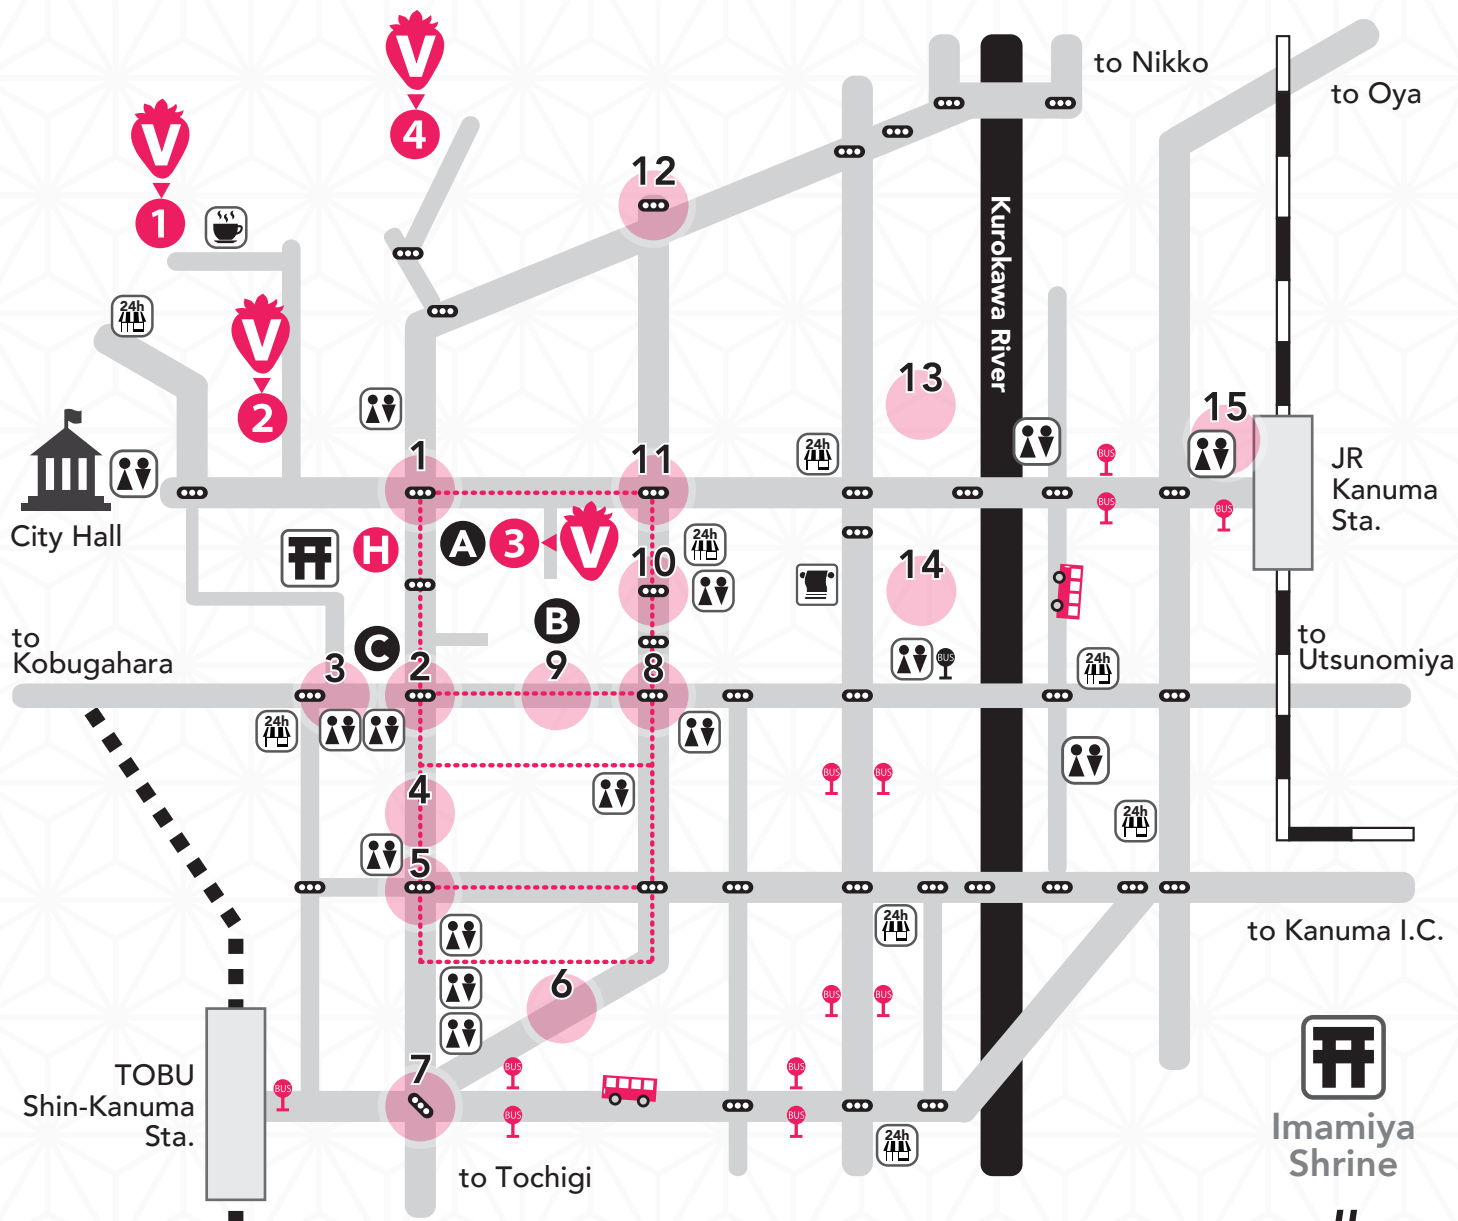 V
4
to Nikko
to Oya
V
1
12
24h
V
2
Kurokawa River
13
15
1
11
24h
City Hall
JR
Kanuma
Sta.
BUS
BUS
BUS
H
A
3
V
24h
10
14
B
to
Kobugahara
C
3
2
9
8
BUS
24h
to
Utsunomiya
24h
4
BUS
BUS
24h
5
24h
to Kanuma I.C.
6
BUS
BUS
7
TOBU
Shin-Kanuma
Sta.
BUS
BUS
BUS
BUS
BUS
24h
to Tochigi
Imamiya
Shrine